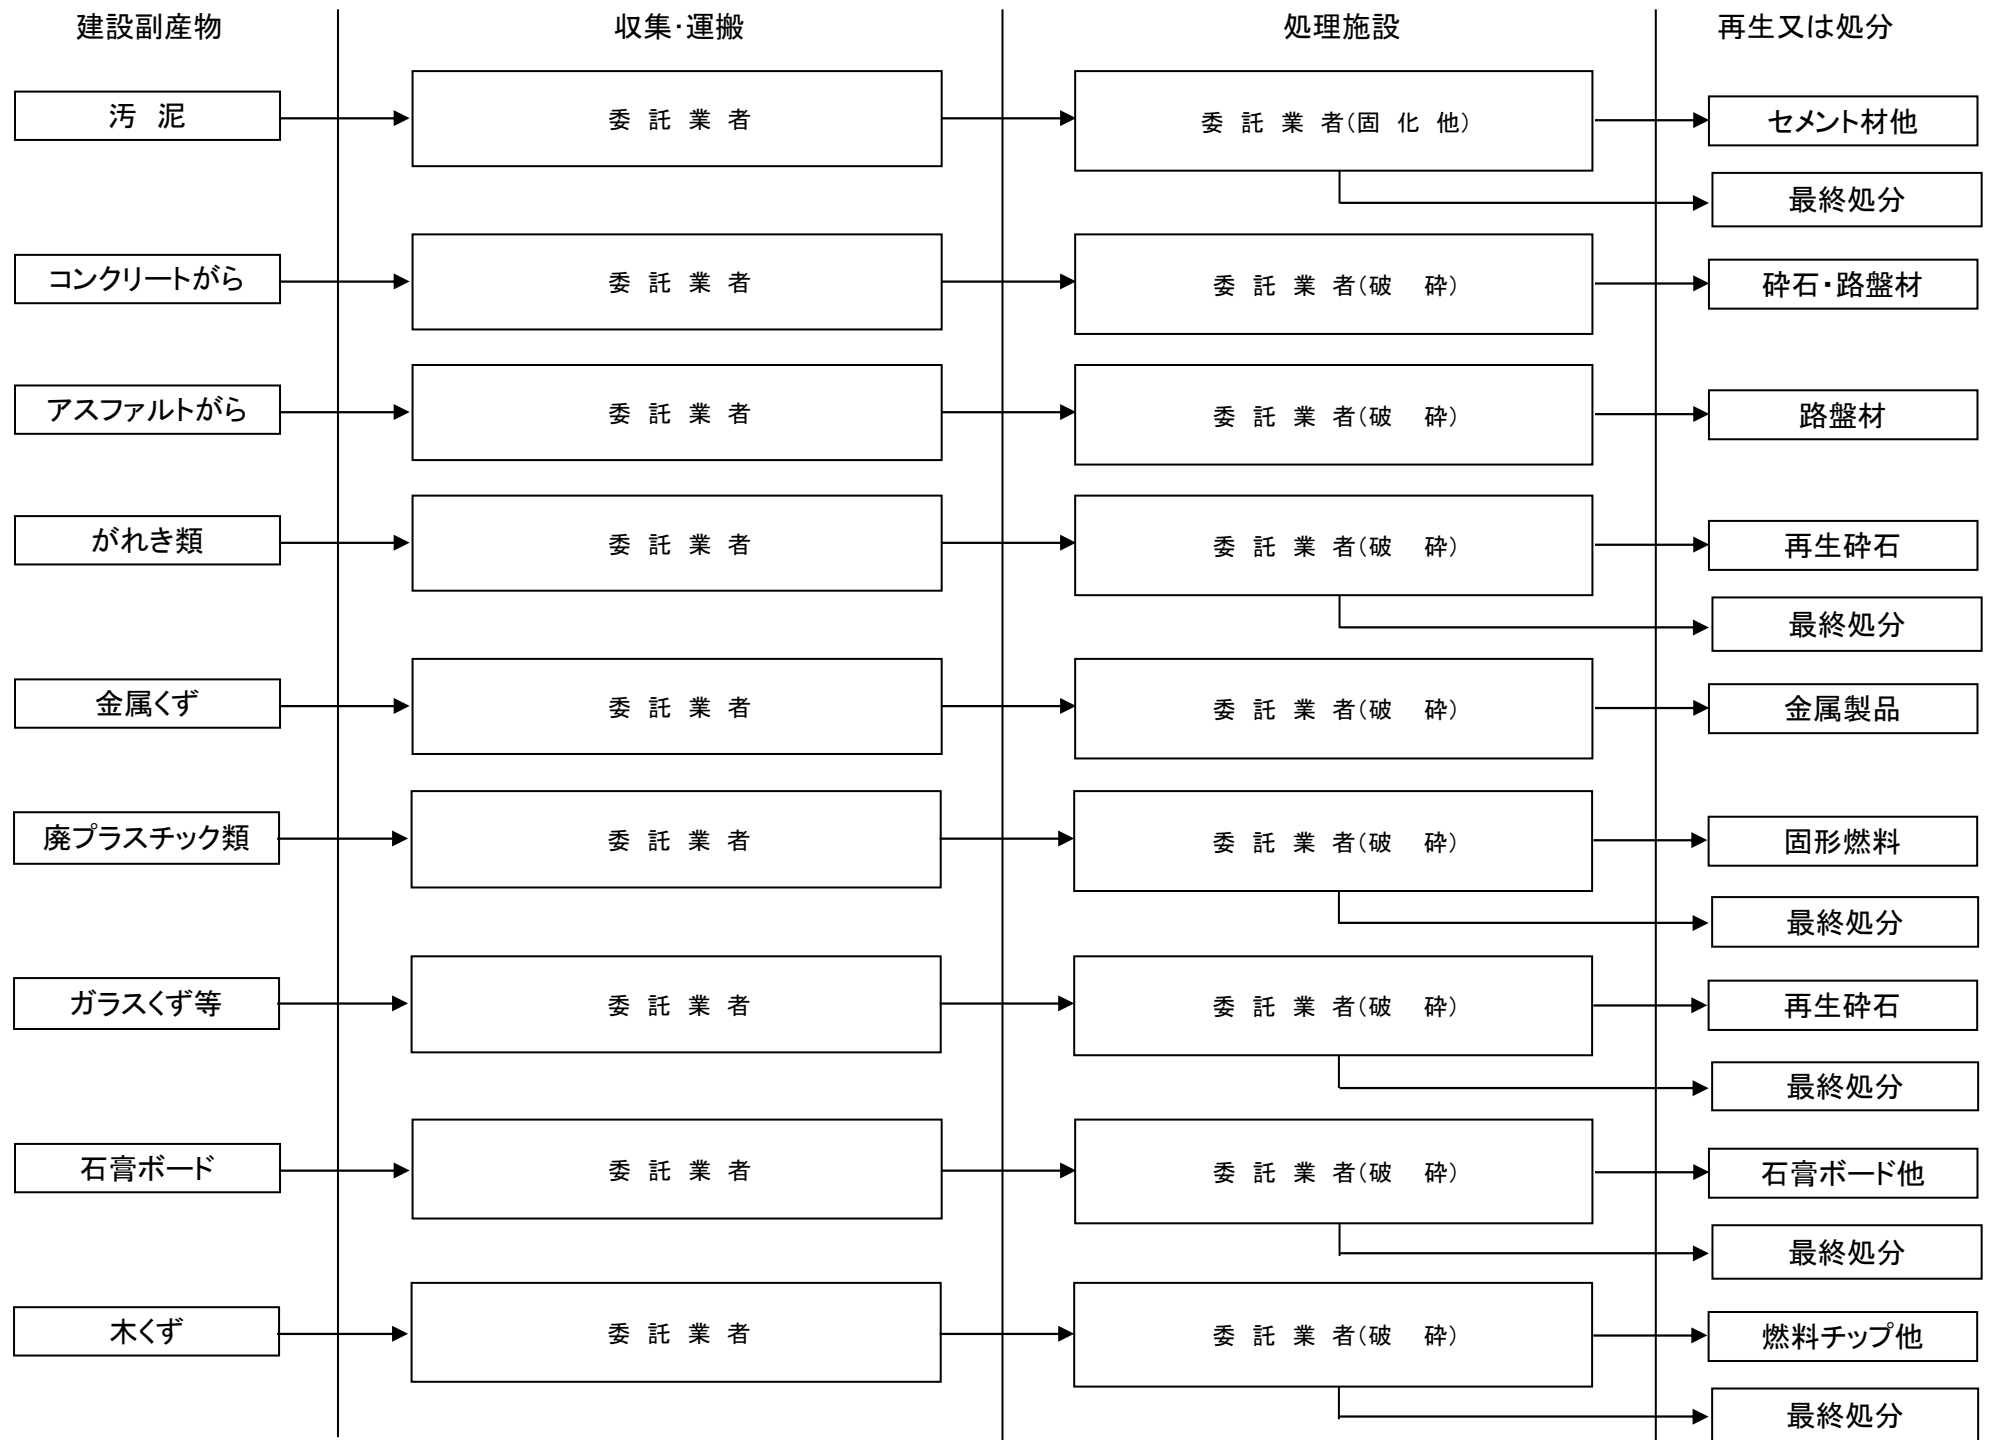 建設副産物 収集･運搬 処理施設 再生又は処分
汚 泥 委 託 業 者 委 託 業 者(固 化 他) セメント材他
最終処分
コンクリートがら 委 託 業 者 委 託 業 者(破 砕) 砕石・路盤材
アスファルトがら 委 託 業 者 委 託 業 者(破 砕) 路盤材
がれき類 委 託 業 者 委 託 業 者(破 砕) 再生砕石
最終処分
金属くず 委 託 業 者 委 託 業 者(破 砕) 金属製品
廃プラスチック類 委 託 業 者 委 託 業 者(破 砕) 固形燃料
最終処分
ガラスくず等 委 託 業 者 委 託 業 者(破 砕) 再生砕石
最終処分
石膏ボード 委 託 業 者 委 託 業 者(破 砕) 石膏ボード他
最終処分
木くず 委 託 業 者 委 託 業 者(破 砕) 燃料チップ他
最終処分